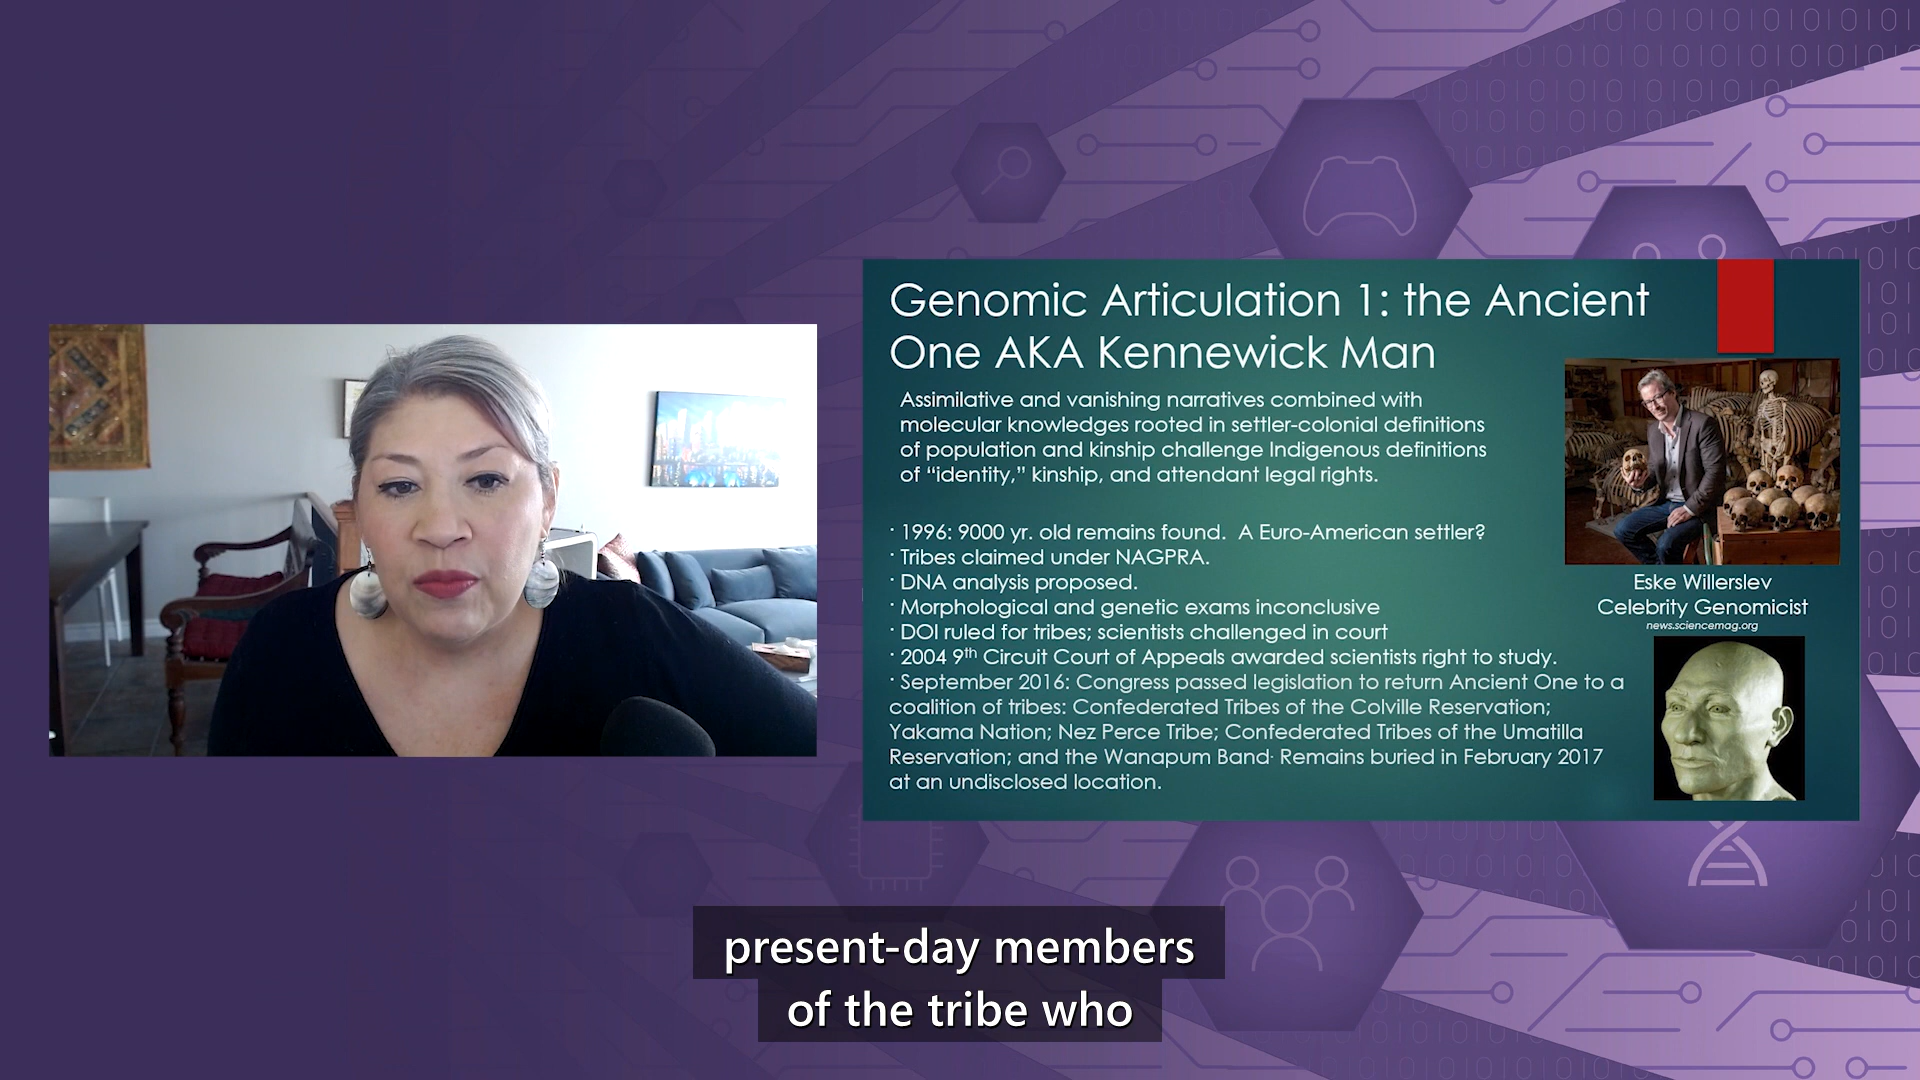 Genomic Articulation 1: the Ancient
One AKA Kennewick Man
Assimilative and vanishing narratives combined with
molecular knowledges rooted in settler-colonial definitions
of population and kinship challenge Indigenous definitions
of “identity,” kinship, and attendant legal rights.
· 1996: 9000 yr. old remains found.  A Euro-American settler?
· Tribes claimed under NAGPRA.
· DNA analysis proposed.
· Morphological and genetic exams inconclusive
· DOI ruled for tribes; scientists challenged in court
· 2004 9th Circuit Court of Appeals awarded scientists right to study.
· September 2016: Congress passed legislation to return Ancient One to a
coalition of tribes: Confederated Tribes of the Colville Reservation;
Yakama Nation; Nez Perce Tribe; Confederated Tribes of the Umatilla
Reservation; and the Wanapum Band· Remains buried in February 2017
at an undisclosed location.
Eske Willerslev
Celebrity Genomicist
news.sciencemag.org
present-day members
of the tribe who